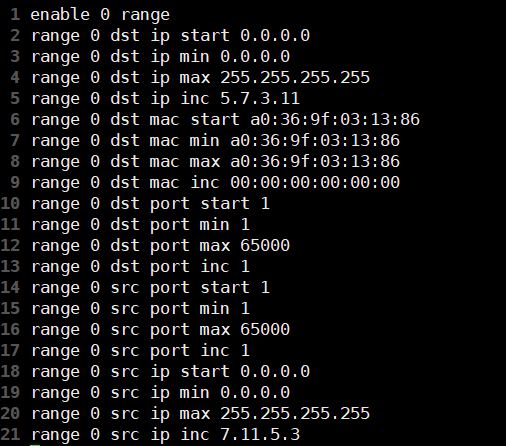 1 enable 0 range
2 range 0 dst ip start 0.0.0.0
3 range 0 dst ip min 0.0.0.0
4 range 0 dst ip max 255.255.255.255
5 range 0 dst ip inc 5.7.3.11
6 range 0 dst mac start a0:36:9f:03:13:86
7 range 0 dst mac min a0:36:9f:03:13:86
8 range 0 dst mac max a0:36:9f:03:13:86
9 range 0 dst mac inc 00:00:00:00:00:00
10 range 0 dst port start 1
11 range 0 dst port min 1
12 range 0 dst port max 65000
13 range 0 dst port inc 1
14 range 0 src port start 1
15 range 0 src port min 1
16 range 0 src port max 65000
17 range 0 src port inc 1
18 range 0 src ip start 0.0.0.0
19 range 0 src ip min 0.0.0.0
20 range 0 src ip max 255.255.255.255
21 range 0 src ip inc 7.11.5.3